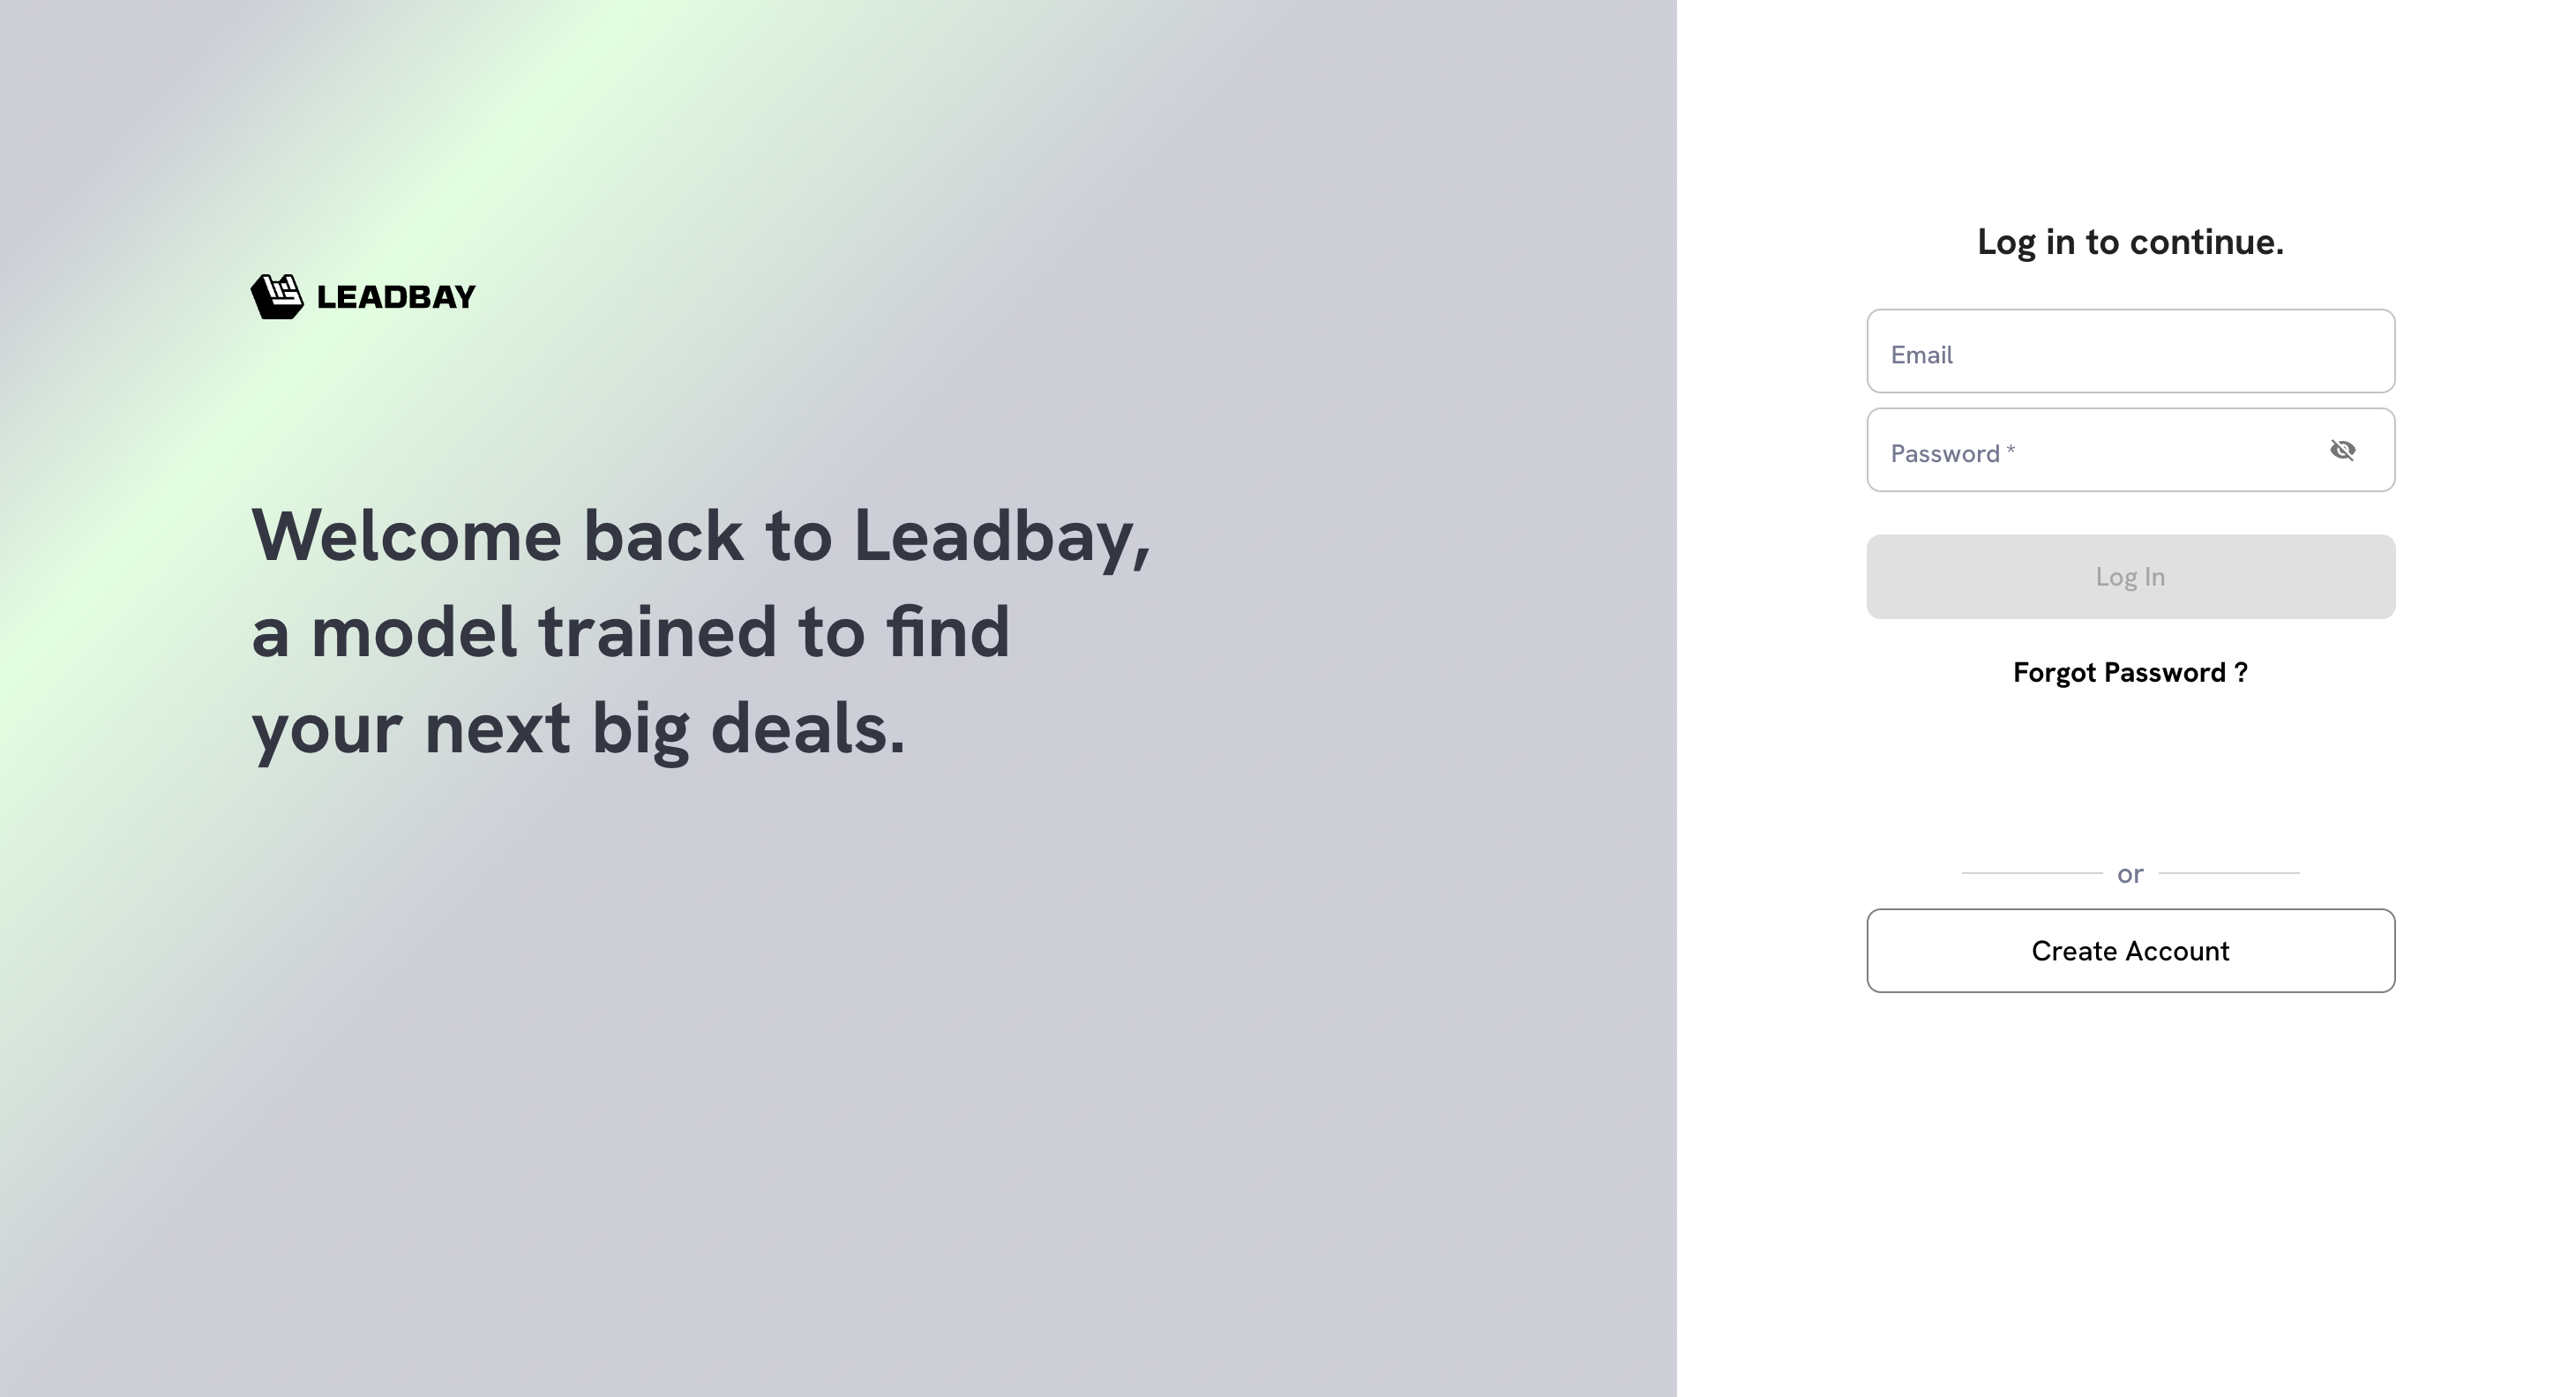 LEADBAY
Welcome back to Leadbay,
a model trained to find
your next big deals.
Log in to continue.
Email
Password *
Log In
Forgot Password ?
or
Create Account